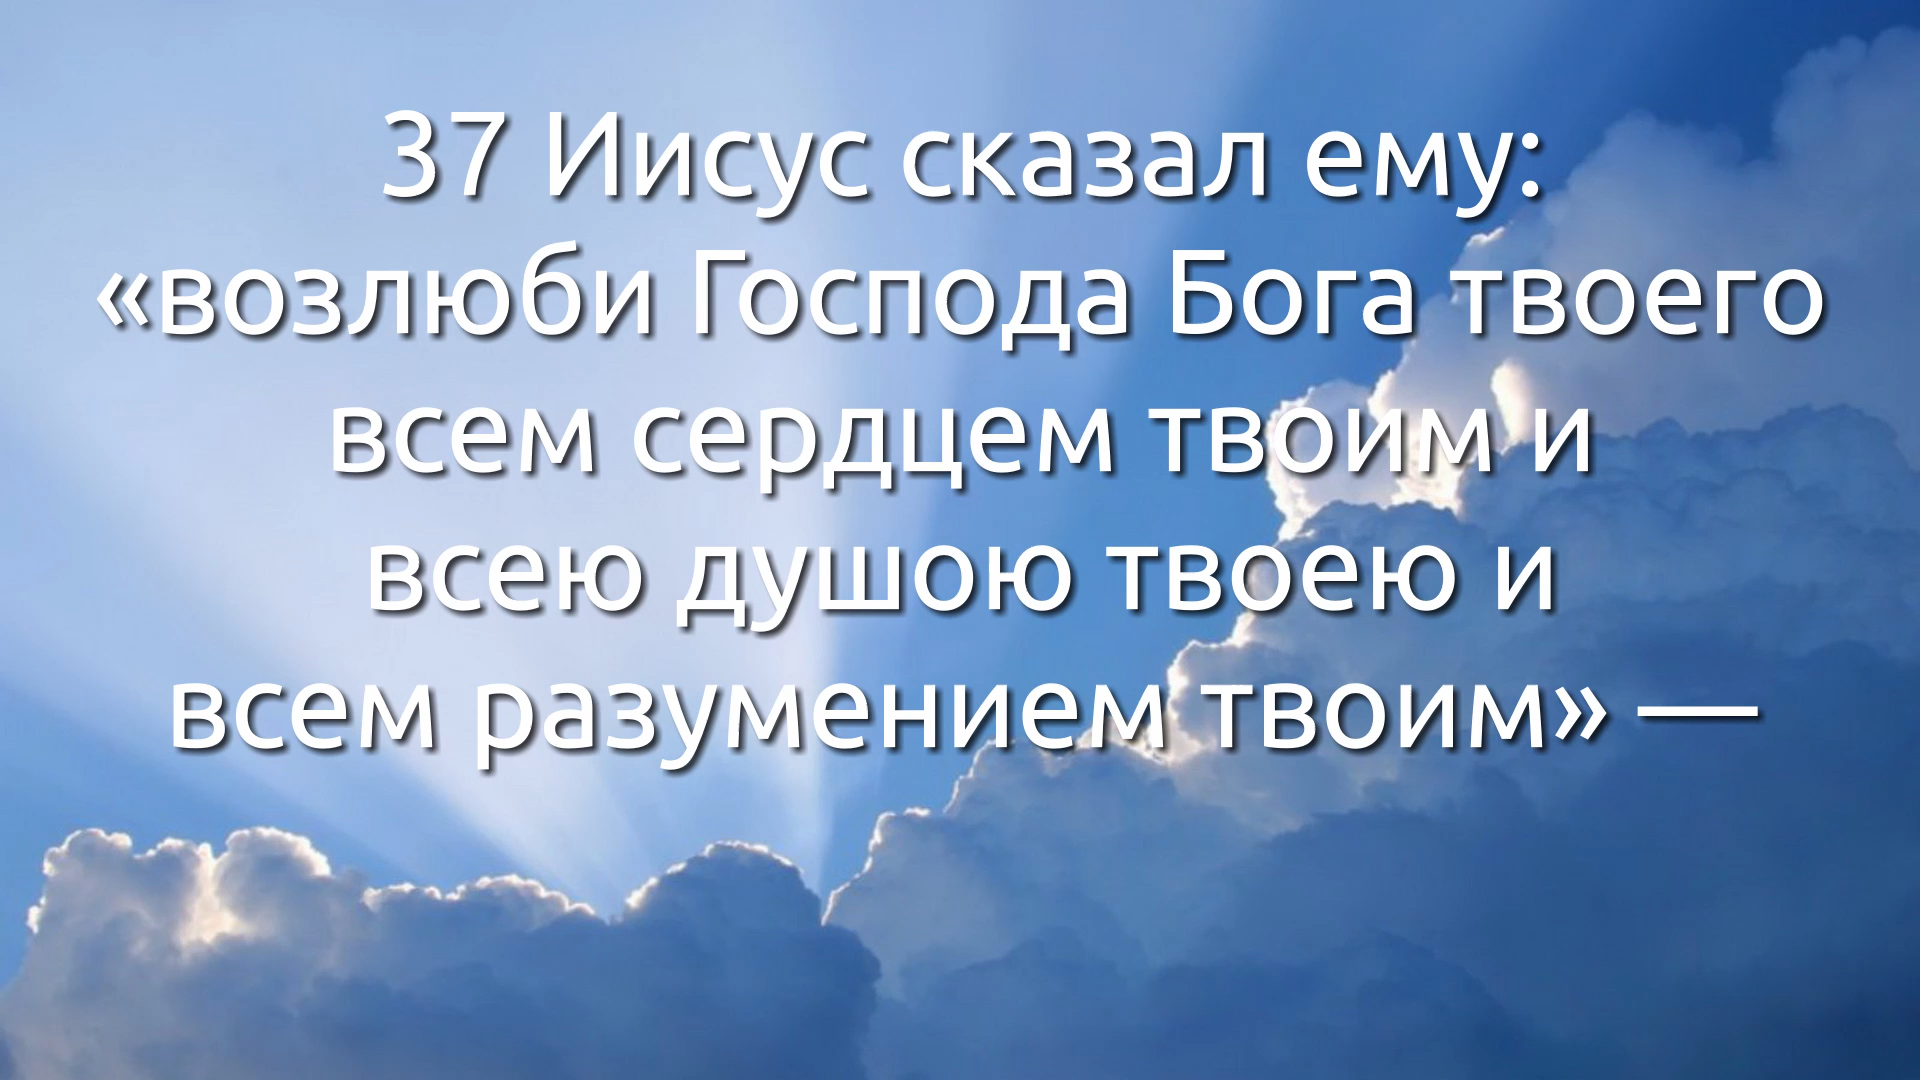 37 Иисус сказал ему:
«возлюби Господа Бога твоего
всем сердцем твоим и
всею душою твоею и
всем разумением твоим» —